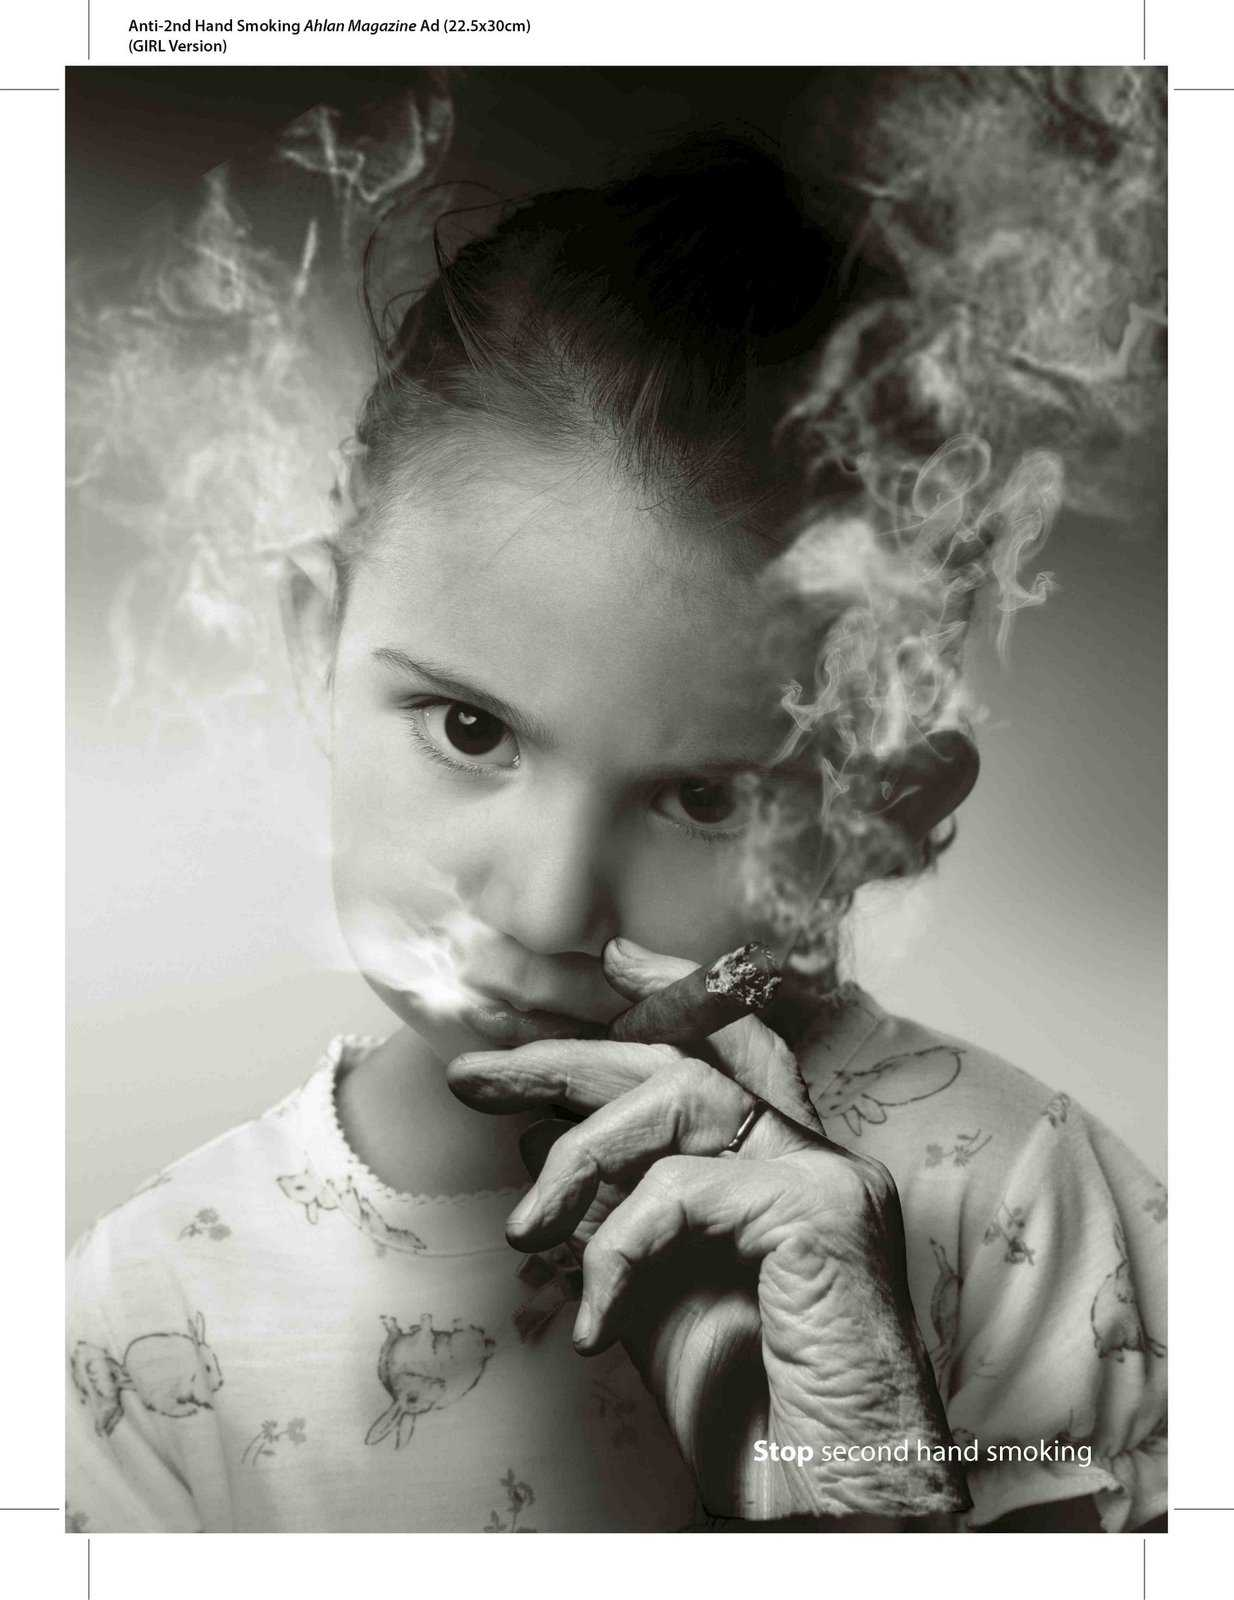 Anti-2nd Hand Smoking Ahlan Magazine Ad (22.5x30cm)
(GIRL Version)
Stop second hand smoking